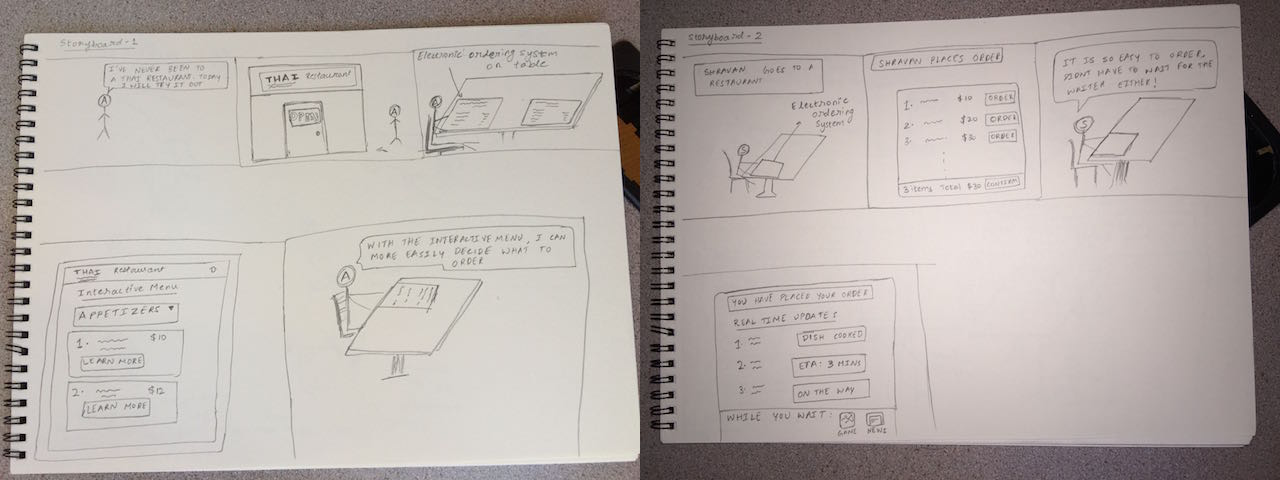 Storyboard - 1
I'VE NEVER BEEN TO
A THAI RESTAURANT. TODAY
I WILL TRY IT OUT
A
THAI Restaurant
OPEN
A
Electronic ordering system
on table
A
THAI Restaurant
Interactive Menu
APPETIZERS
1. $10
LEARN MORE
2. $12
LEARN MORE
WITH THE INTERACTIVE MENU, I CAN
MORE EASILY DECIDE WHAT TO
ORDER
A
Storyboard - 2
SHRAVAN GOES TO A
RESTAURANT
Electronic
ordering
system
S
SHRAVAN PLACES ORDER
1. $10 ORDER
2. $20 ORDER
3. $30 ORDER
3 items Total $30 CONFIRM
IT IS SO EASY TO ORDER.
DIDNT HAVE TO WAIT FOR THE
WAITER EITHER!
S
YOU HAVE PLACED YOUR ORDER
REAL TIME UPDATES
1. DISH COOKED
2. ETA: 3 MINS
3. ON THE WAY
WHILE YOU WAIT:
GAME NEWS